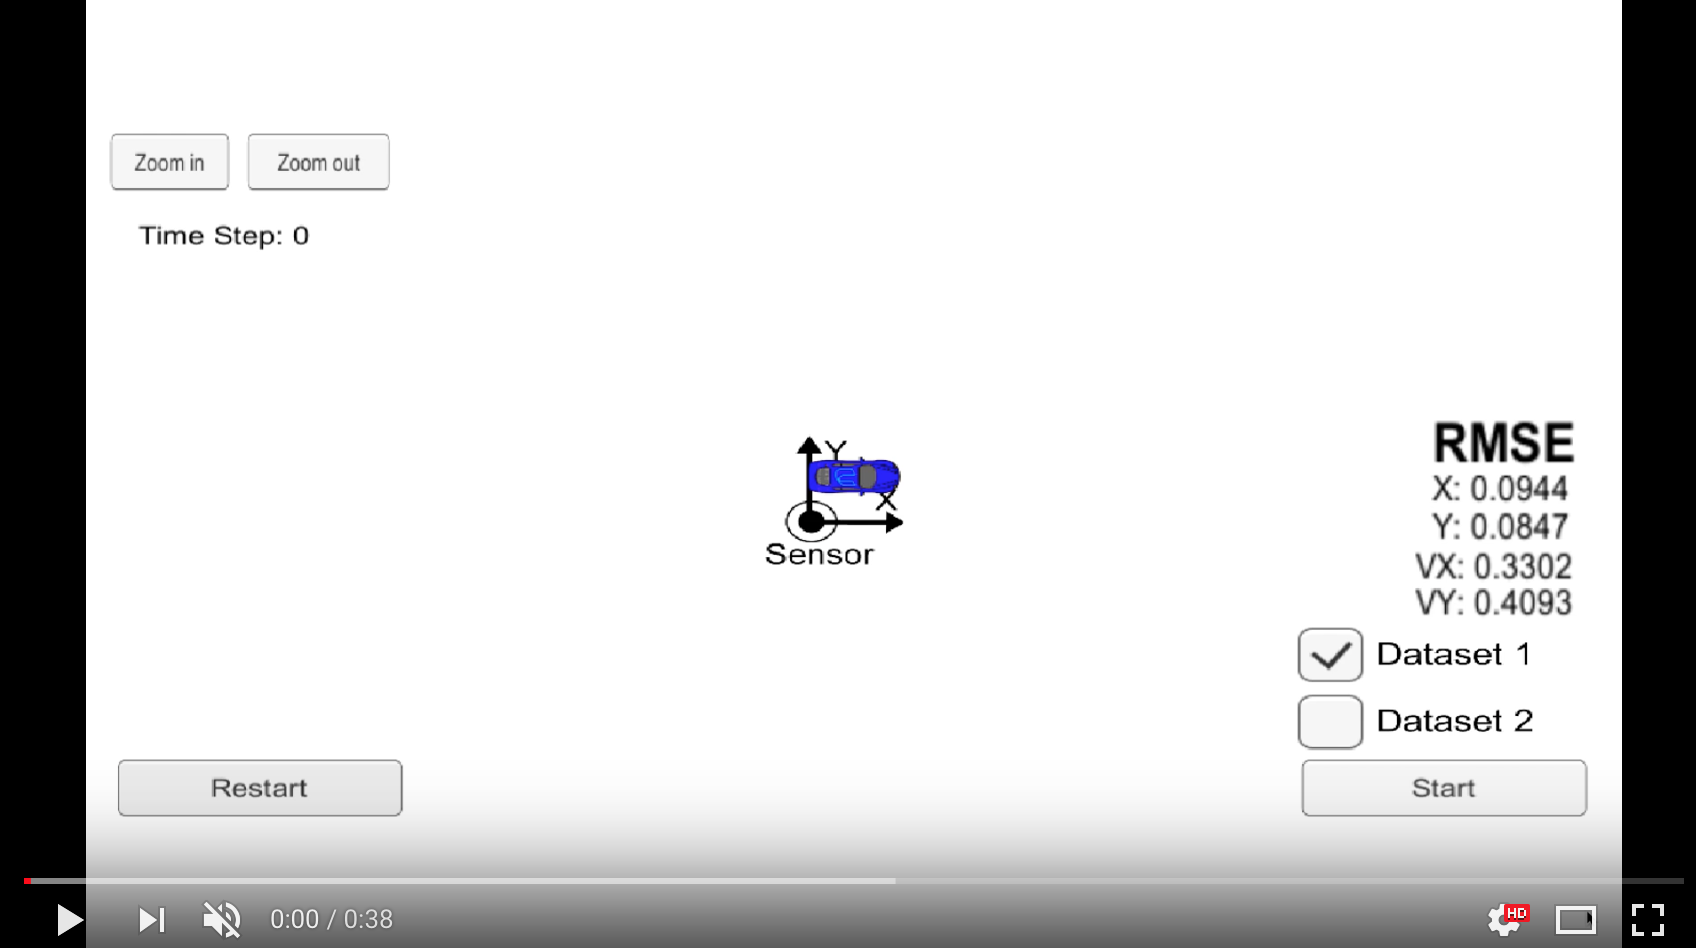 Zoom in
Zoom out
Time Step: 0
Y
X
Sensor
RMSE
X: 0.0944
Y: 0.0847
VX: 0.3302
VY: 0.4093
Dataset 1
Dataset 2
Restart
Start
0:00 / 0:38
HD